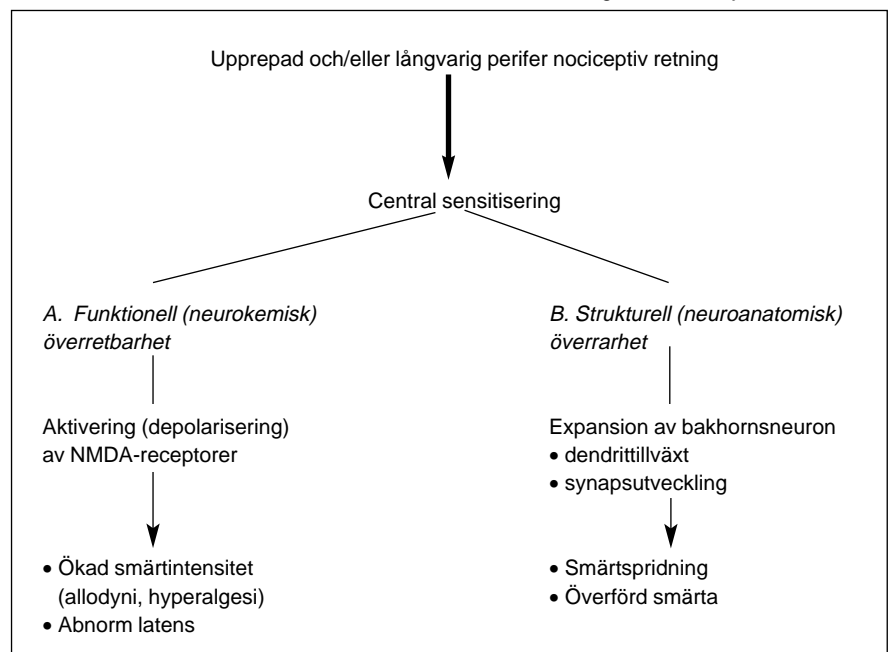 Upprepad och/eller långvarig perifer nociceptiv retning
Central sensitisering
A. Funktionell (neurokemisk)
överretbarhet
Aktivering (depolarisering)
av NMDA-receptorer
• Ökad smärtintensitet
(allodyni, hyperalgesi)
• Abnorm latens
B. Strukturell (neuroanatomisk)
överrarhet
Expansion av bakhornsneuron
• dendrittillväxt
• synapsutveckling
• Smärtspridning
• Överförd smärta